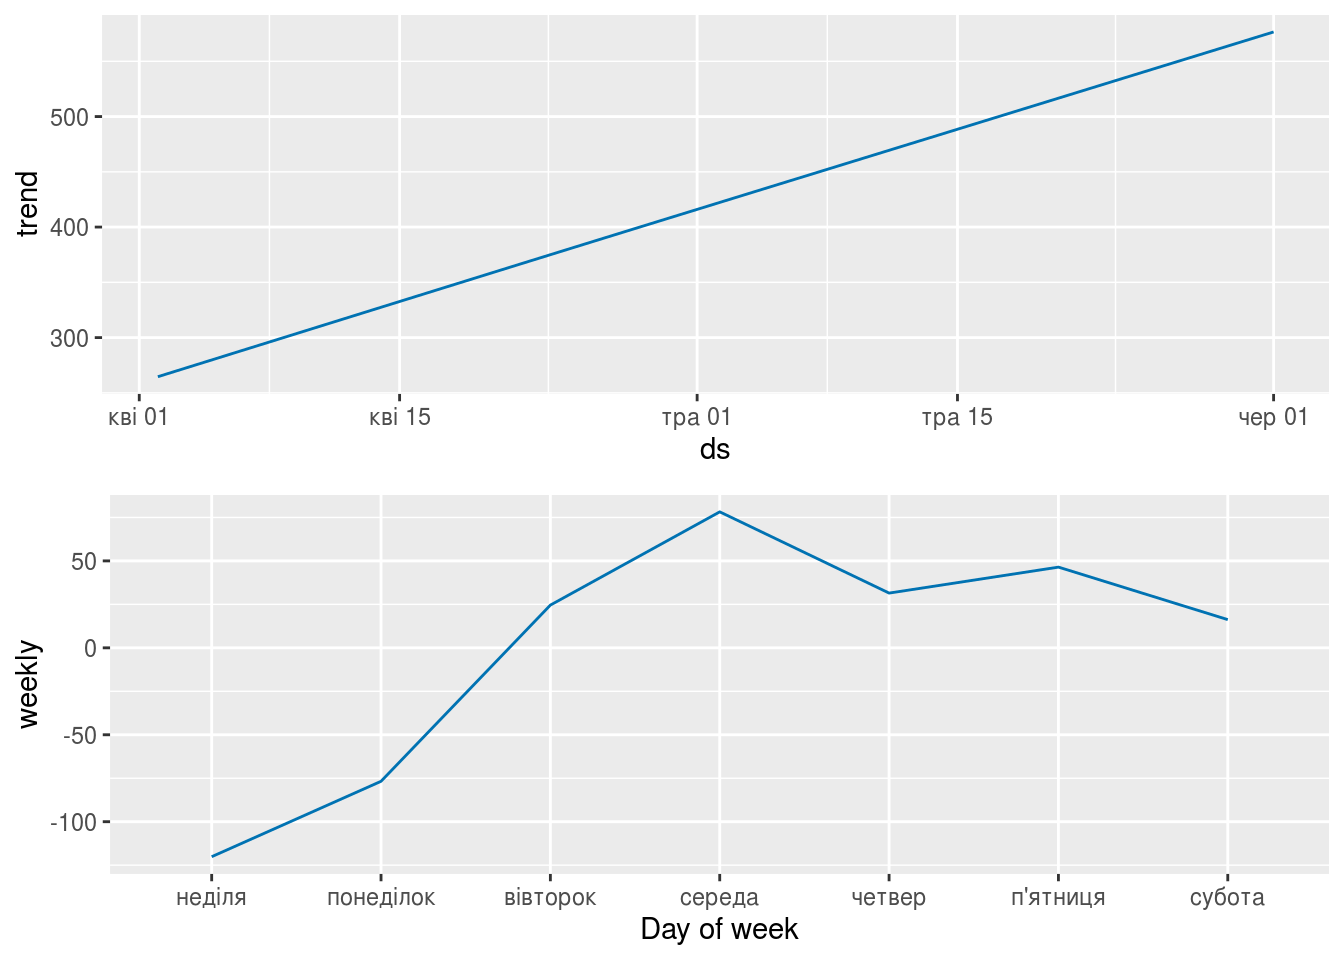 500
400
300
trend
кві 01 кві 15 тра 01 тра 15 чер 01
ds
50
0
-50
-100
weekly
неділя понеділок вівторок середа четвер п'ятниця субота
Day of week